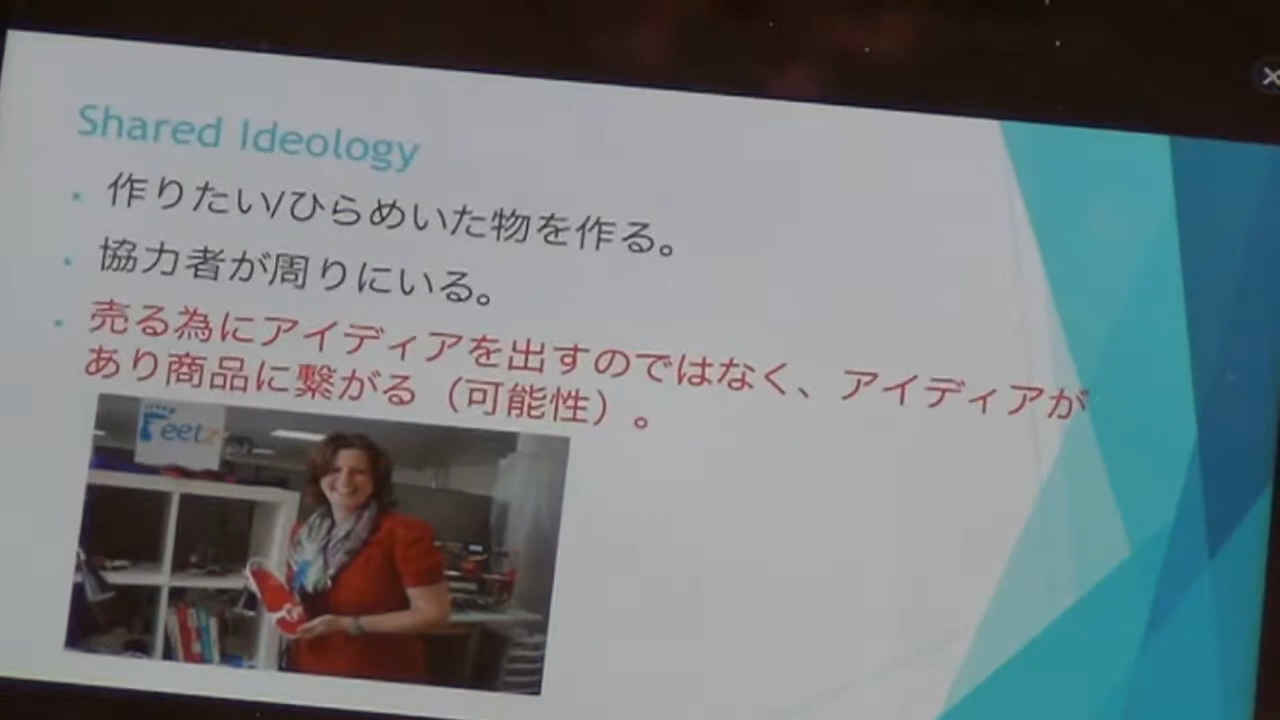 Shared Ideology
作りたい/ひらめいた物を作る。
協力者が周りにいる。
売る為にアイディアを出すのではなく、アイディアが
あり商品に繋がる（可能性）。
Feetz